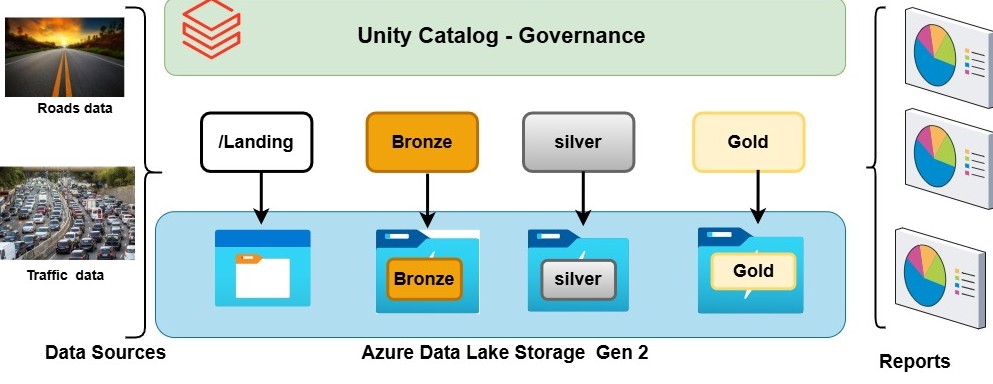 Unity Catalog - Governance
Roads data
/Landing
Bronze
silver
Gold
Traffic data
Bronze
silver
Gold
Data Sources
Azure Data Lake Storage Gen 2
Reports